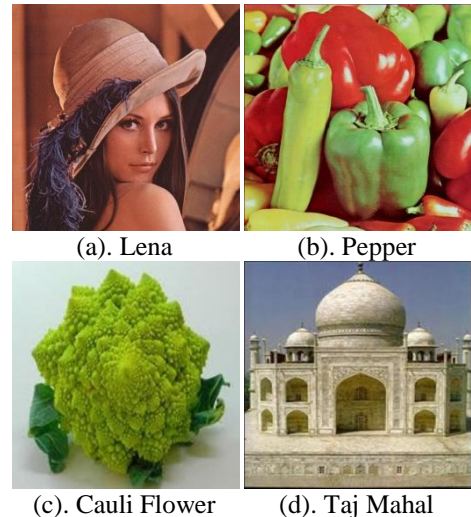 (a). Lena
(b). Pepper
(c). Cauli Flower
(d). Taj Mahal